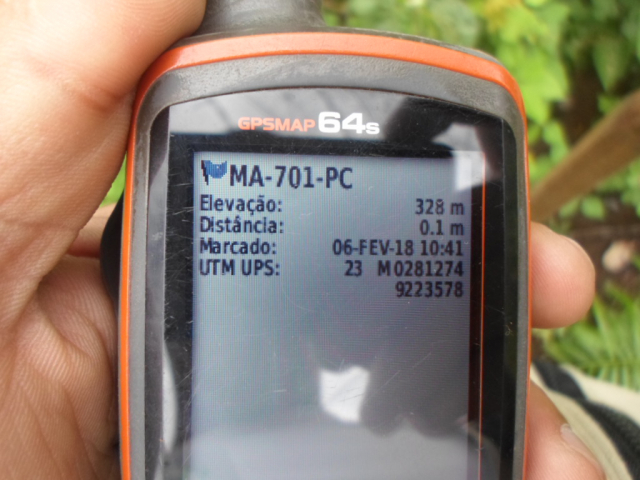 GPSMAP 64s
MA-701-PC
Elevação: 328 m
Distância: 0.1 m
Marcado: 06-FEV-18 10:41
UTM UPS: 23 M 0281274
9223578